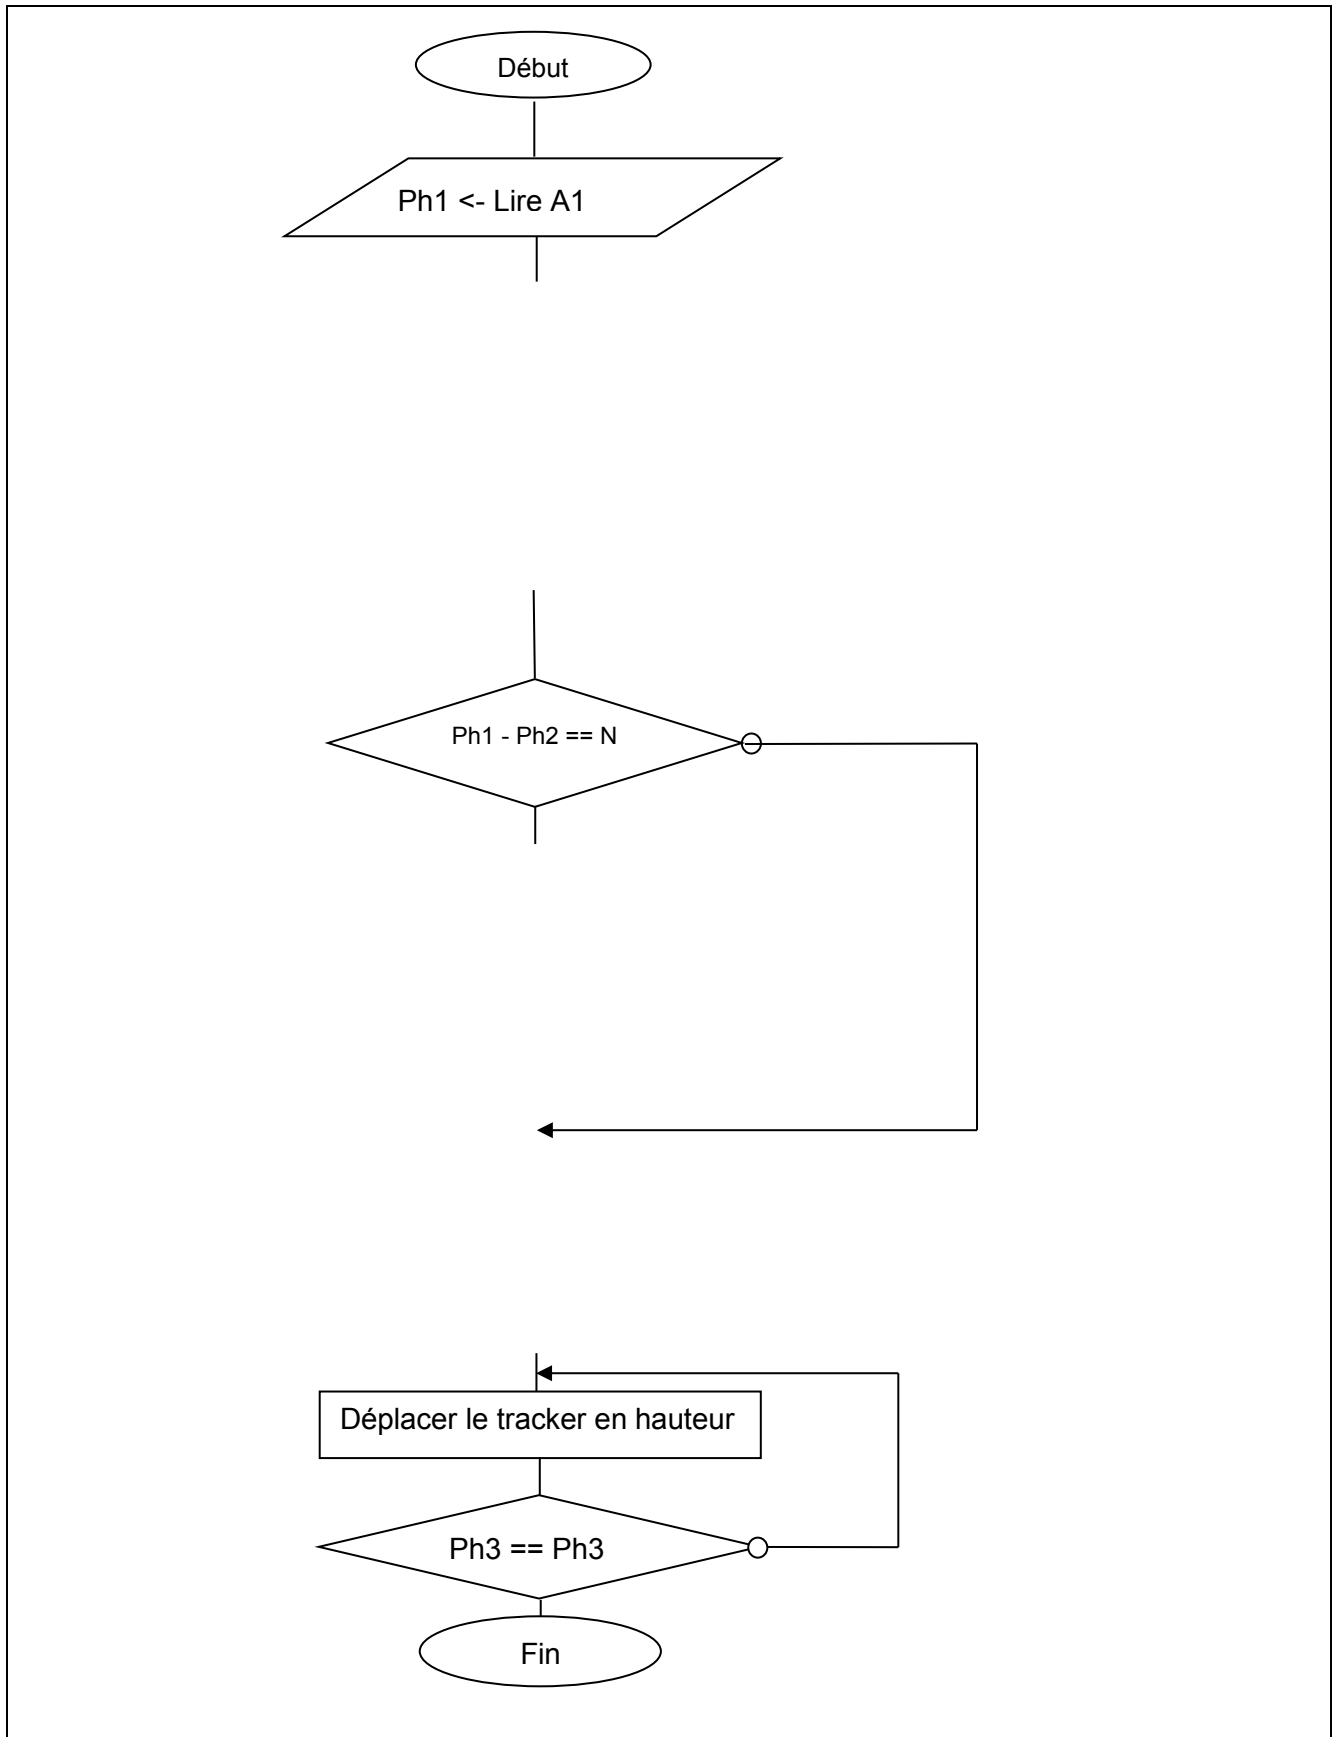 Début
Ph1 <- Lire A1
Ph1 - Ph2 == N
Déplacer le tracker en hauteur
Ph3 == Ph3
Fin